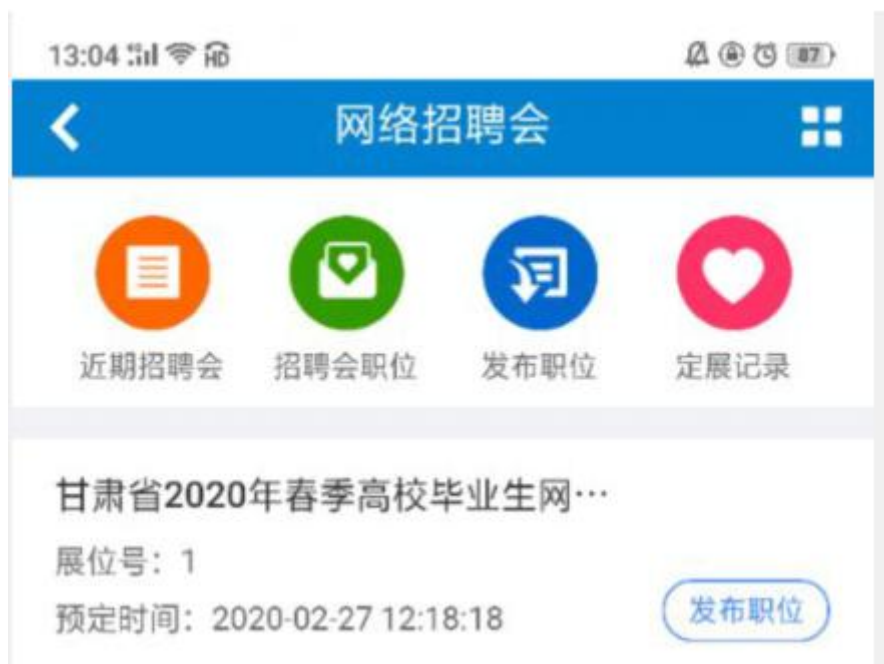 13:04 HD 87
网络招聘会
近期招聘会 招聘会职位 发布职位 定展记录
甘肃省2020年春季高校毕业生网…
展位号：1
预定时间：2020-02-27 12:18:18 发布职位